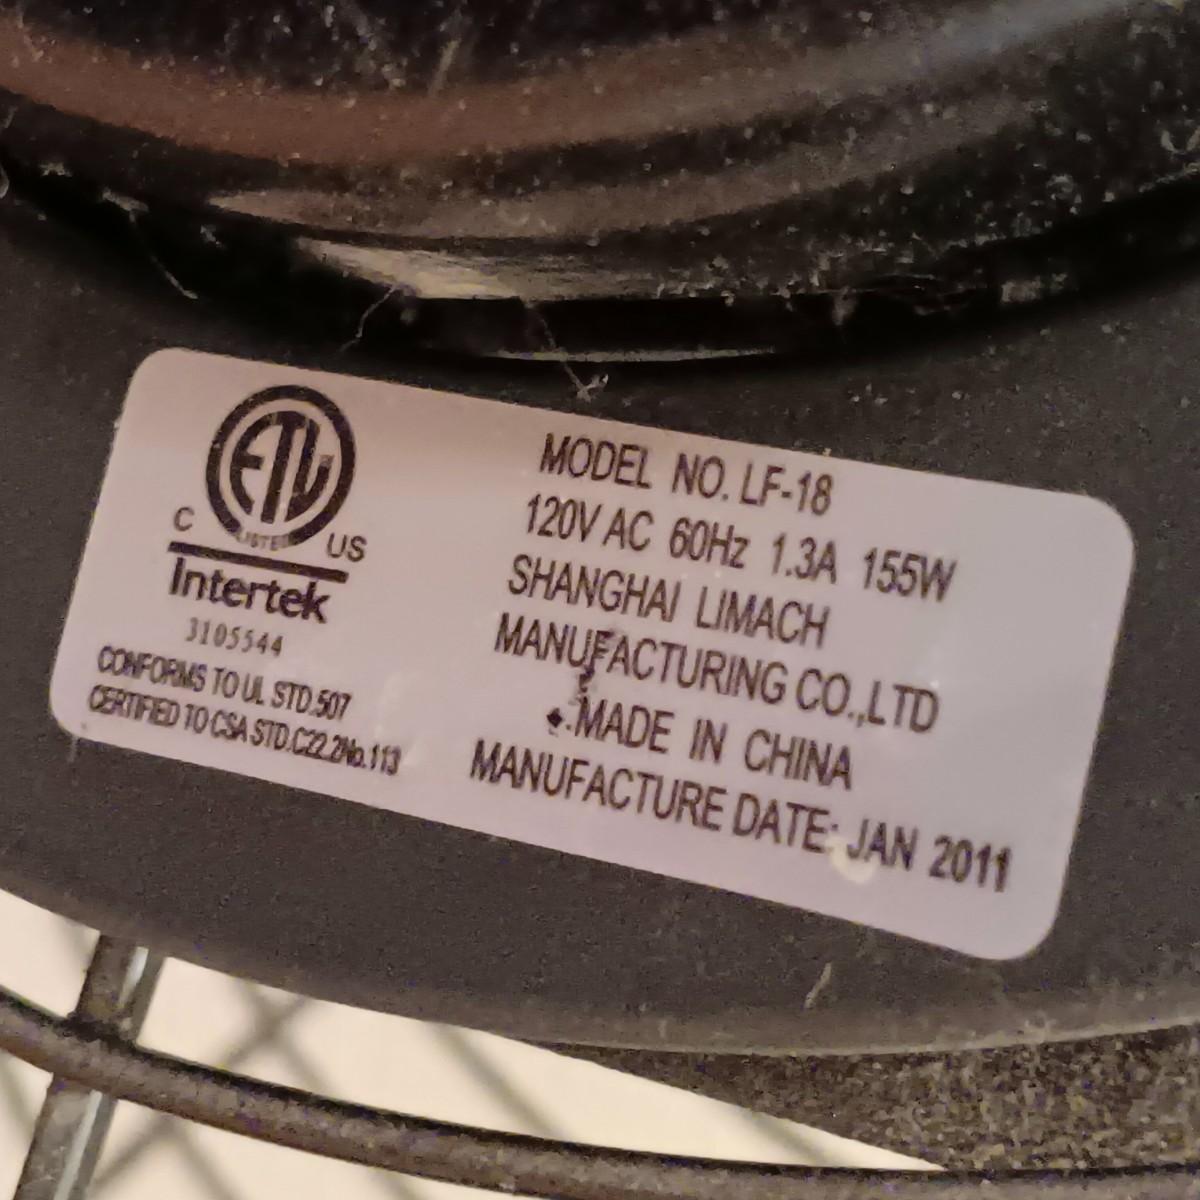 ETL
LISTED
C US
Intertek
3105544
CONFORMS TO UL STD.507
CERTIFIED TO CSA STD.C22.2No.113
MODEL NO. LF-18
120V AC 60Hz 1.3A 155W
SHANGHAI LIMACH
MANUFACTURING CO.,LTD
MADE IN CHINA
MANUFACTURE DATE: JAN 2011